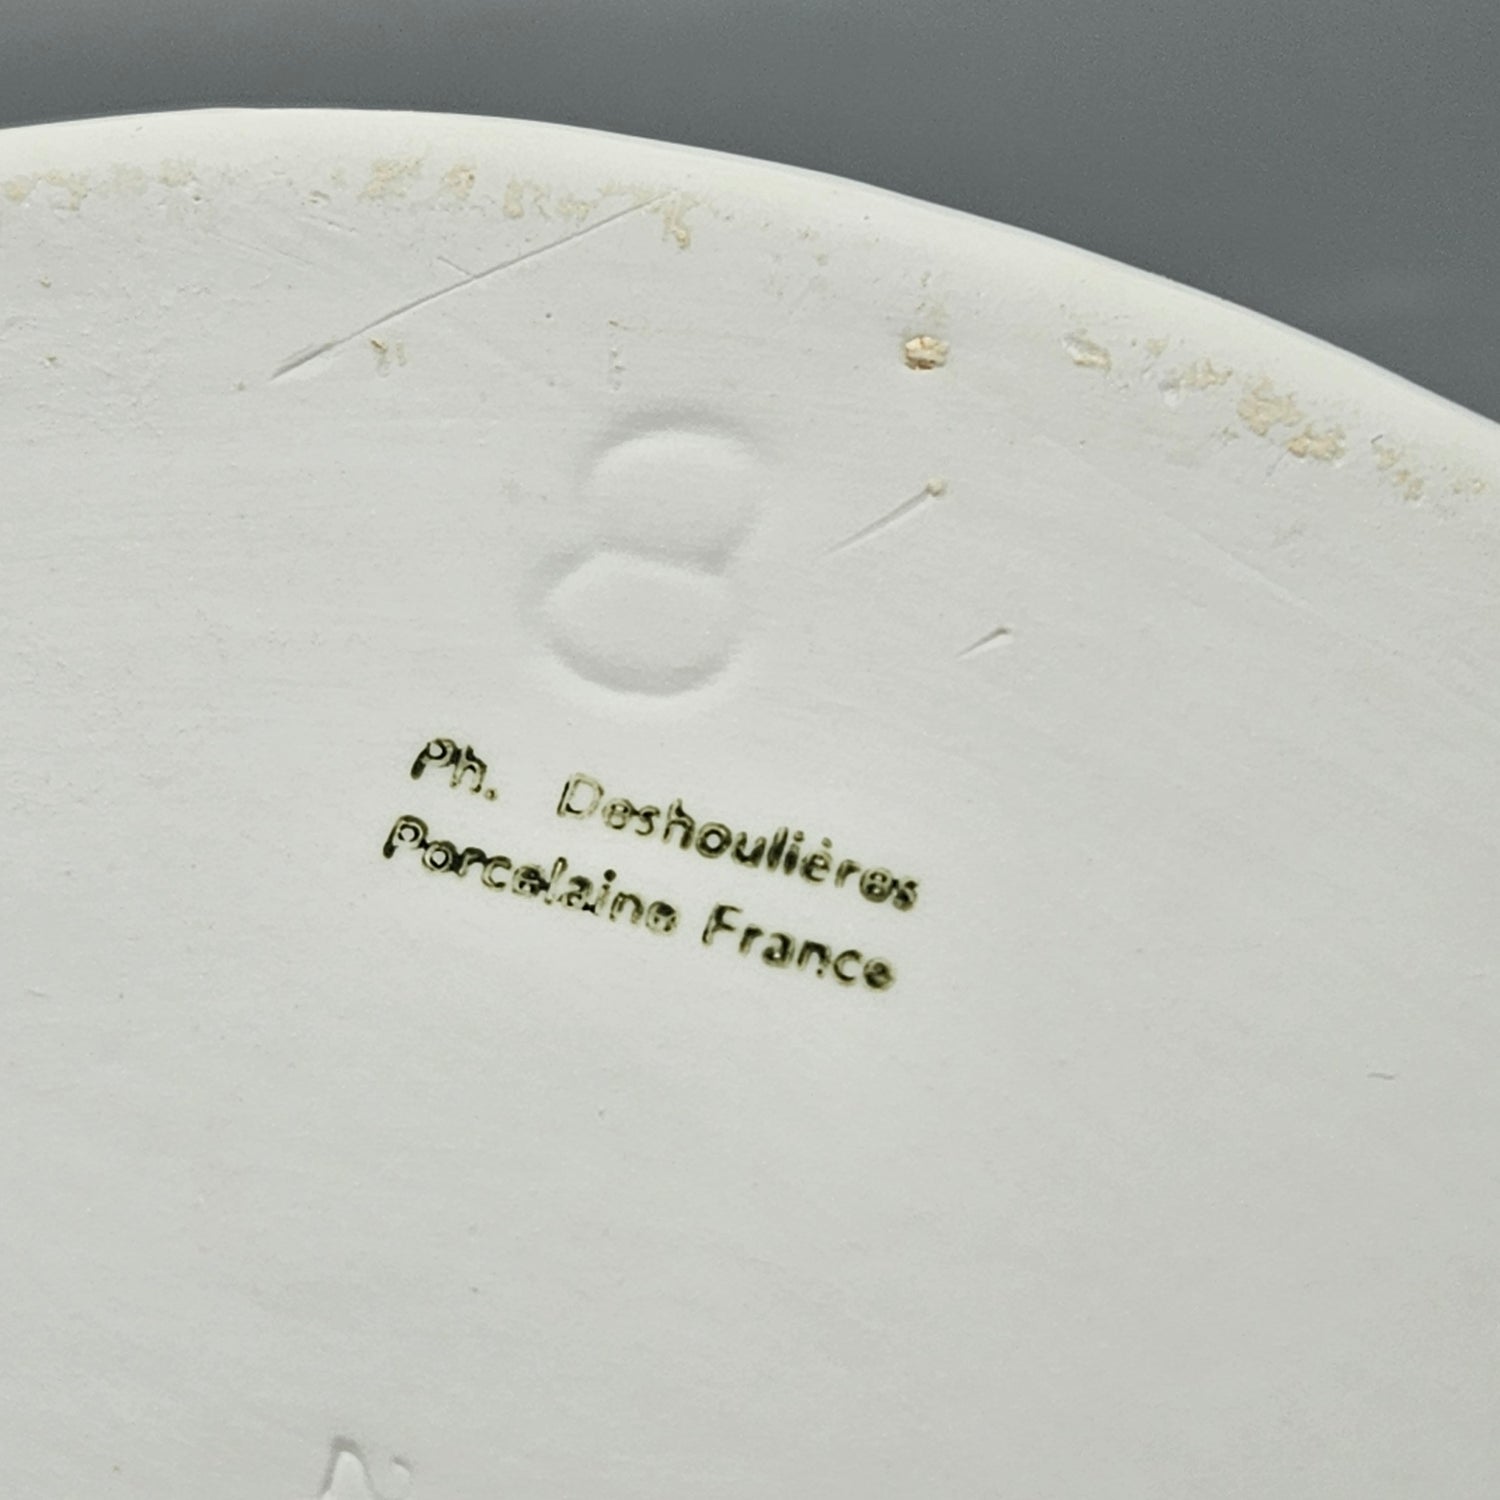 8
Ph. Deshoulières
Porcelaine France